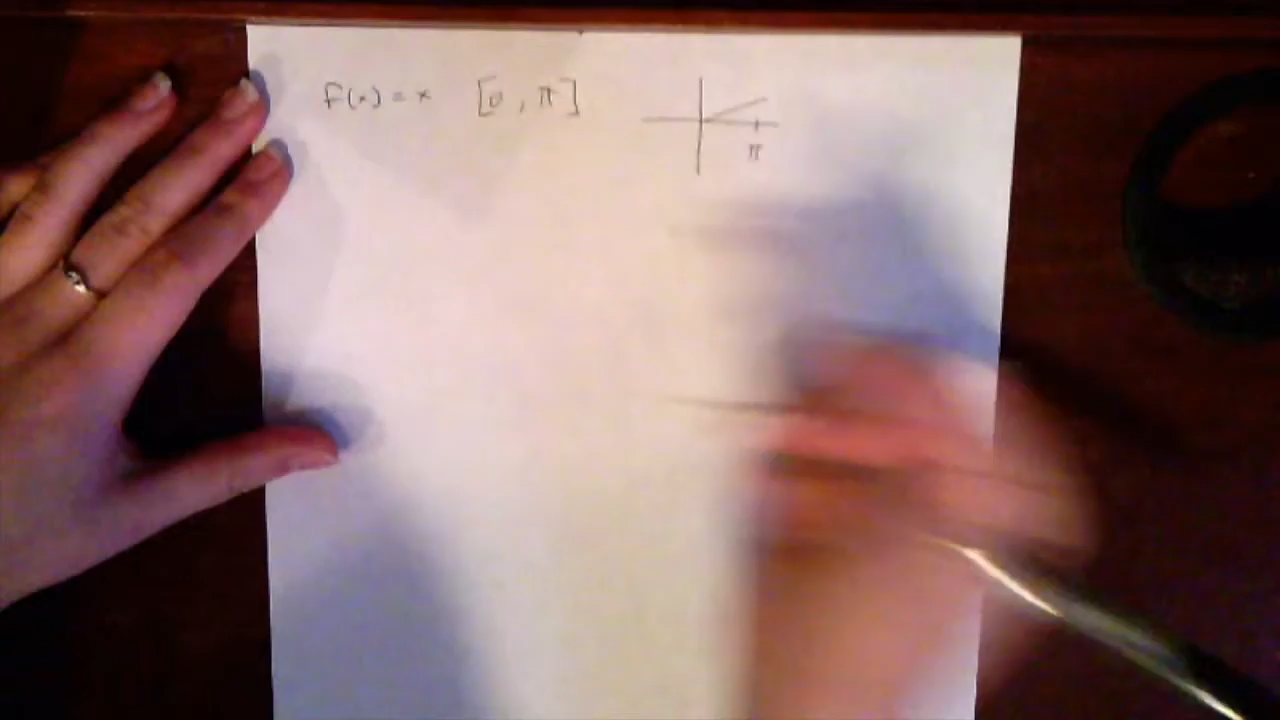 f(x) = x [0, π]
π